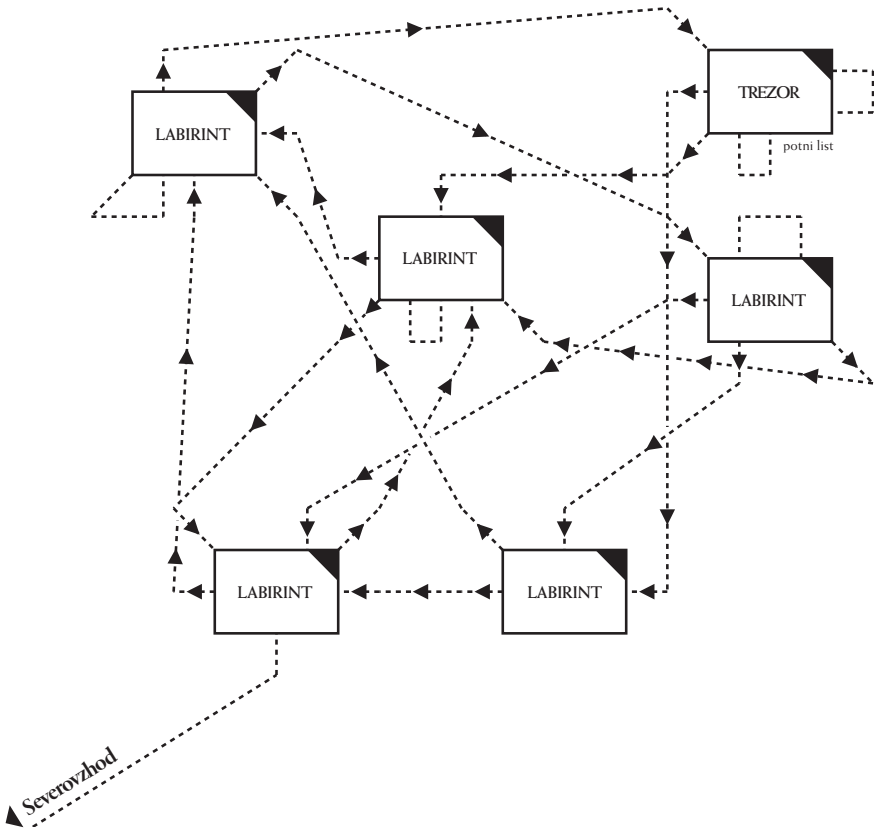 TREZOR
LABIRINT
potni list
LABIRINT
LABIRINT
LABIRINT
LABIRINT
Severovzhod